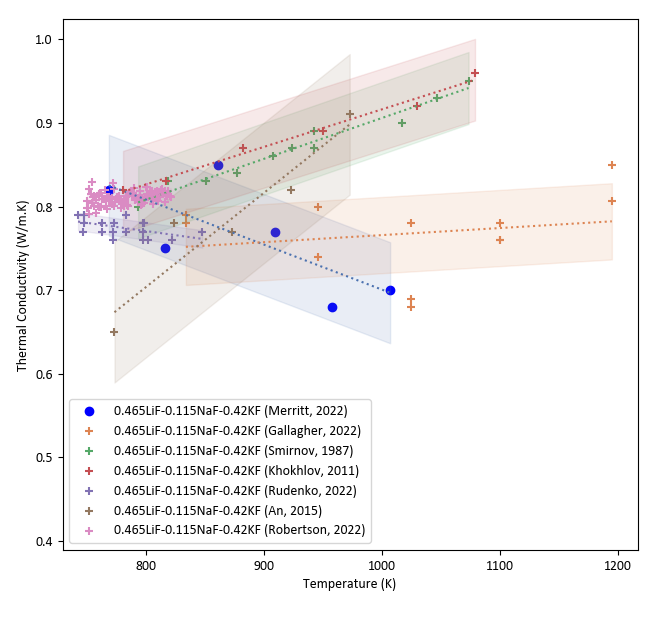 1.0
0.9
0.8
0.7
0.6
0.5
0.4
Thermal Conductivity (W/m.K)
0.465LiF-0.115NaF-0.42KF (Merritt, 2022)
0.465LiF-0.115NaF-0.42KF (Gallagher, 2022)
0.465LiF-0.115NaF-0.42KF (Smirnov, 1987)
0.465LiF-0.115NaF-0.42KF (Khokhlov, 2011)
0.465LiF-0.115NaF-0.42KF (Rudenko, 2022)
0.465LiF-0.115NaF-0.42KF (An, 2015)
0.465LiF-0.115NaF-0.42KF (Robertson, 2022)
800 900 1000 1100 1200
Temperature (K)